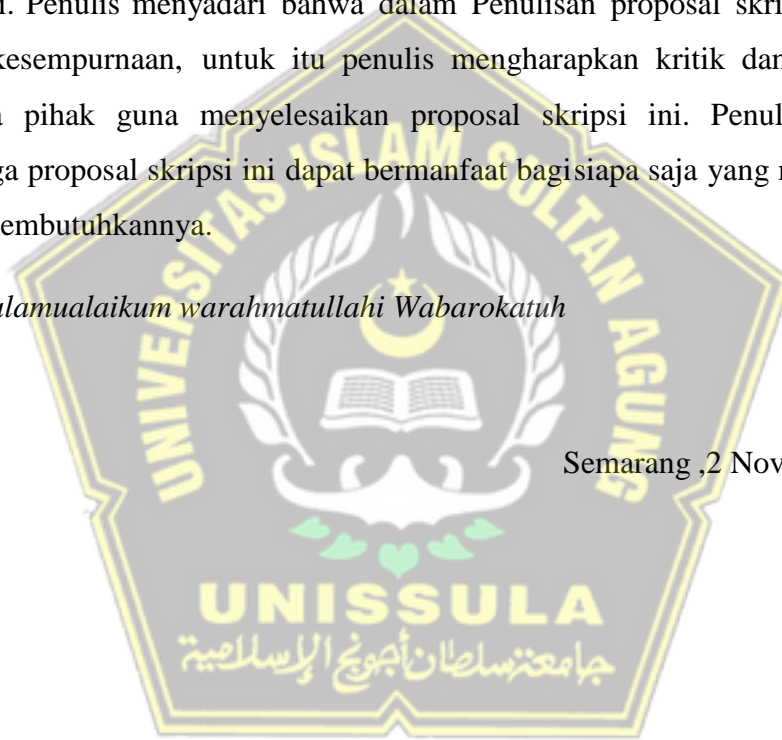 i. Penulis menyadari bahwa dalam Penulisan proposal skri
kesempurnaan, untuk itu penulis mengharapkan kritik dan
pihak guna menyelesaikan proposal skripsi ini. Penul
ga proposal skripsi ini dapat bermanfaat bagisiapa saja yang
embutuhkannya.
alamualaikum warahmatullahi Wabarokatuh
Semarang ,2 Nov
UNIVERSITAS ISLAM SULTAN AGUNG
UNISSULA
جامعة سلطان أجونج الإسلامية